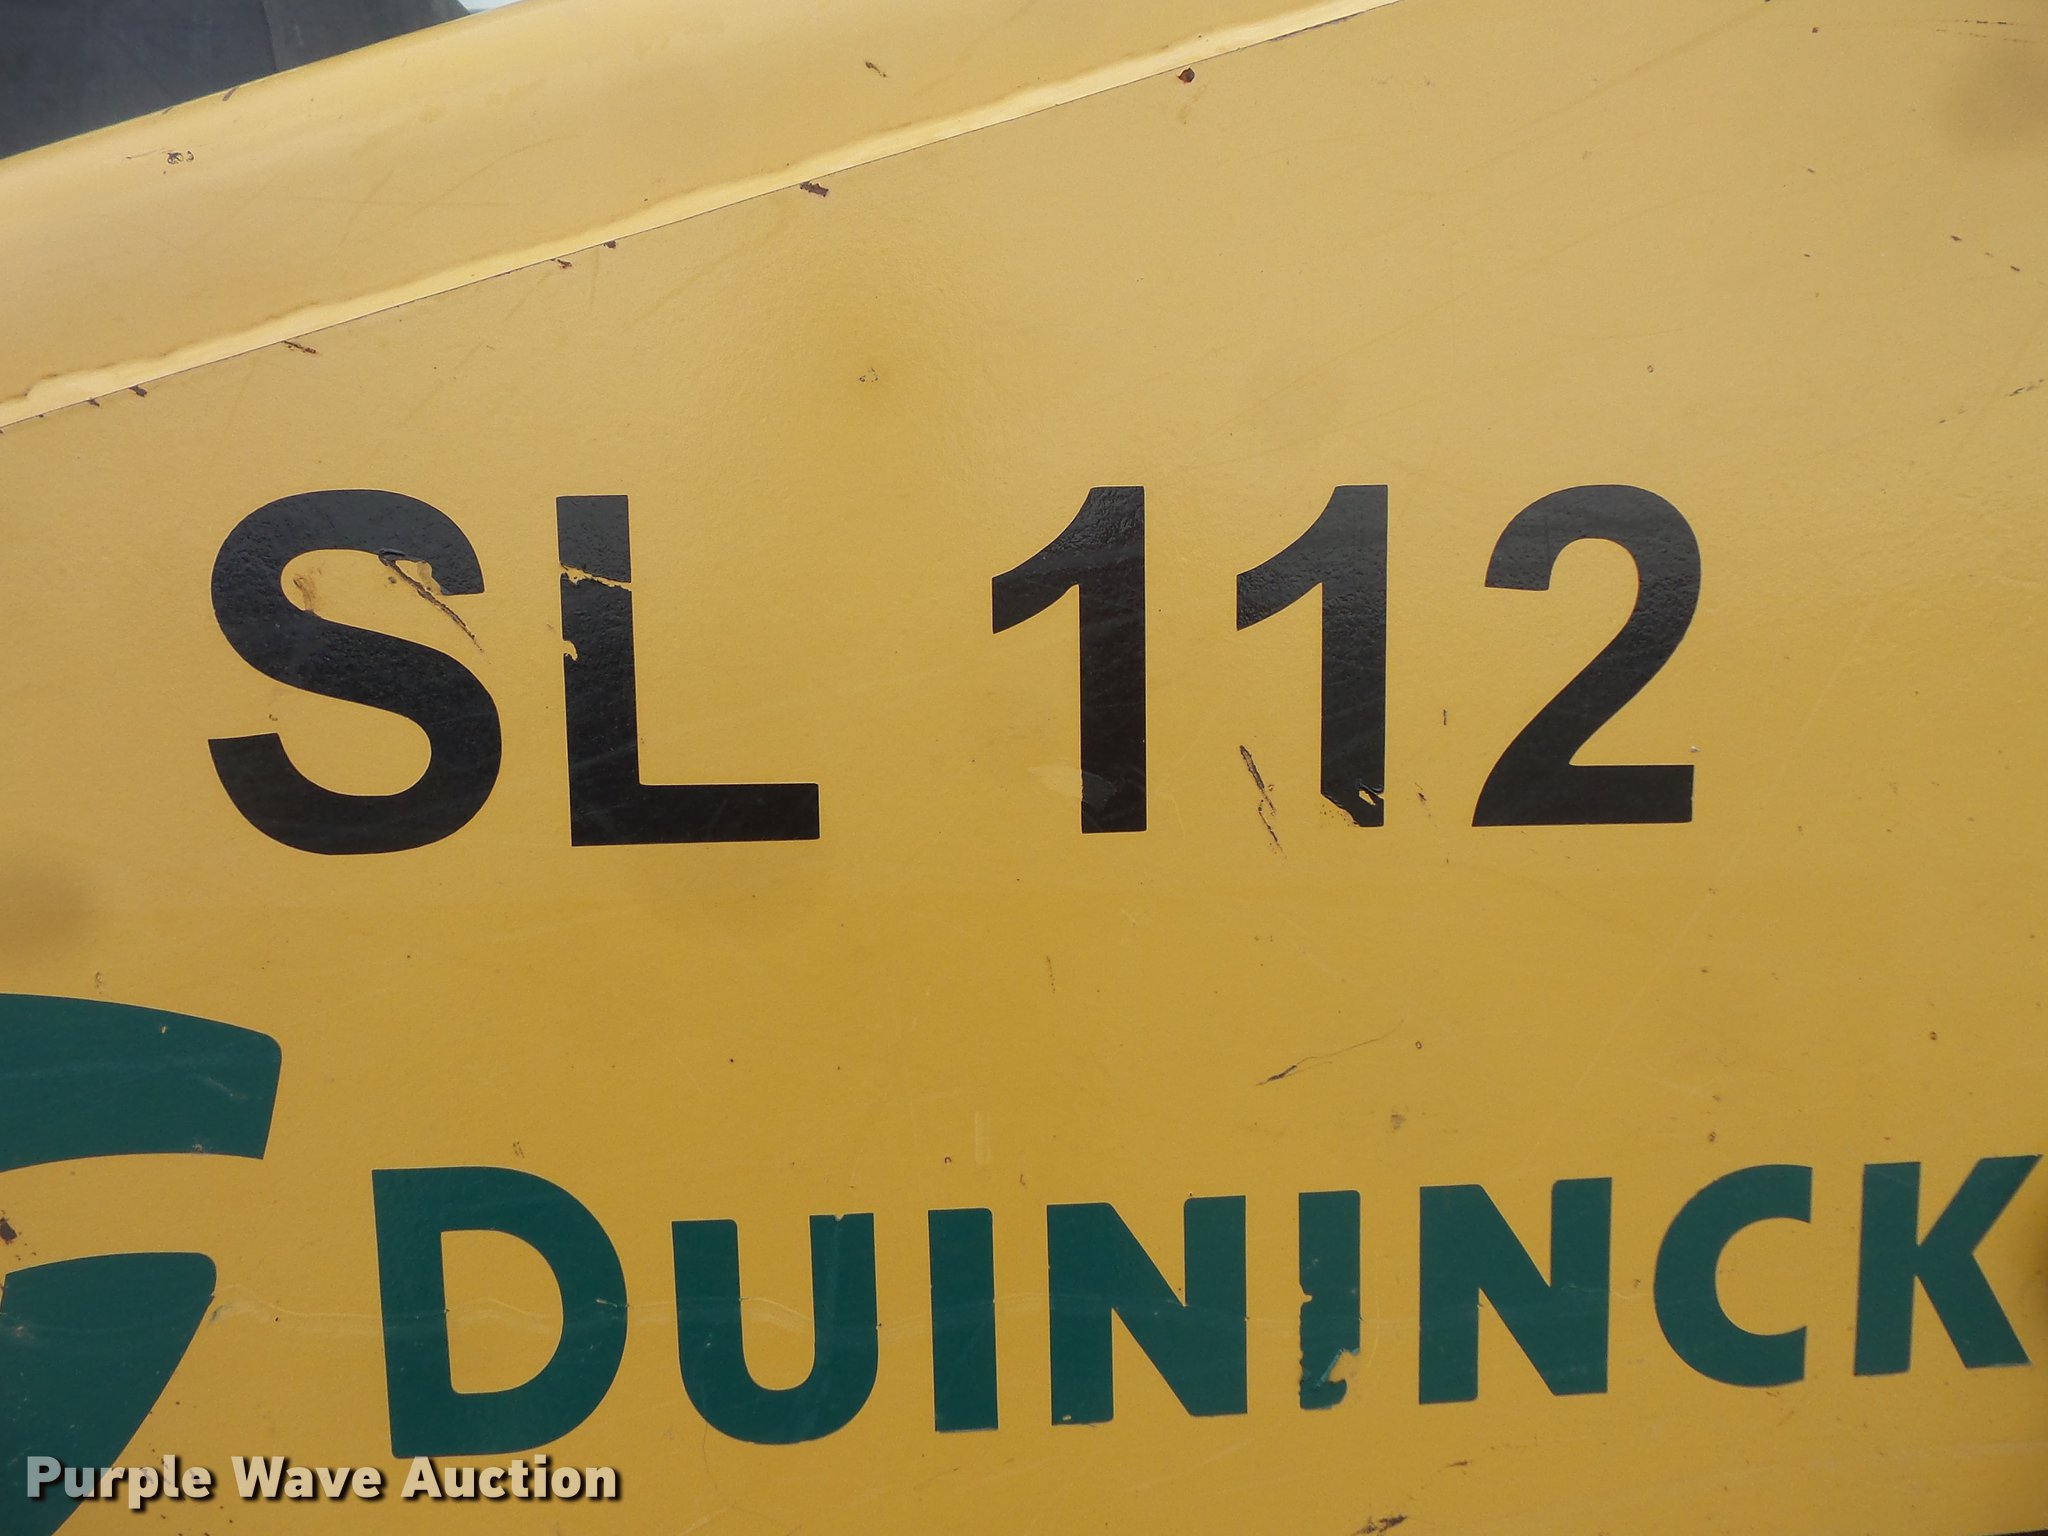 SL 112
DUININCK
Purple Wave Auction